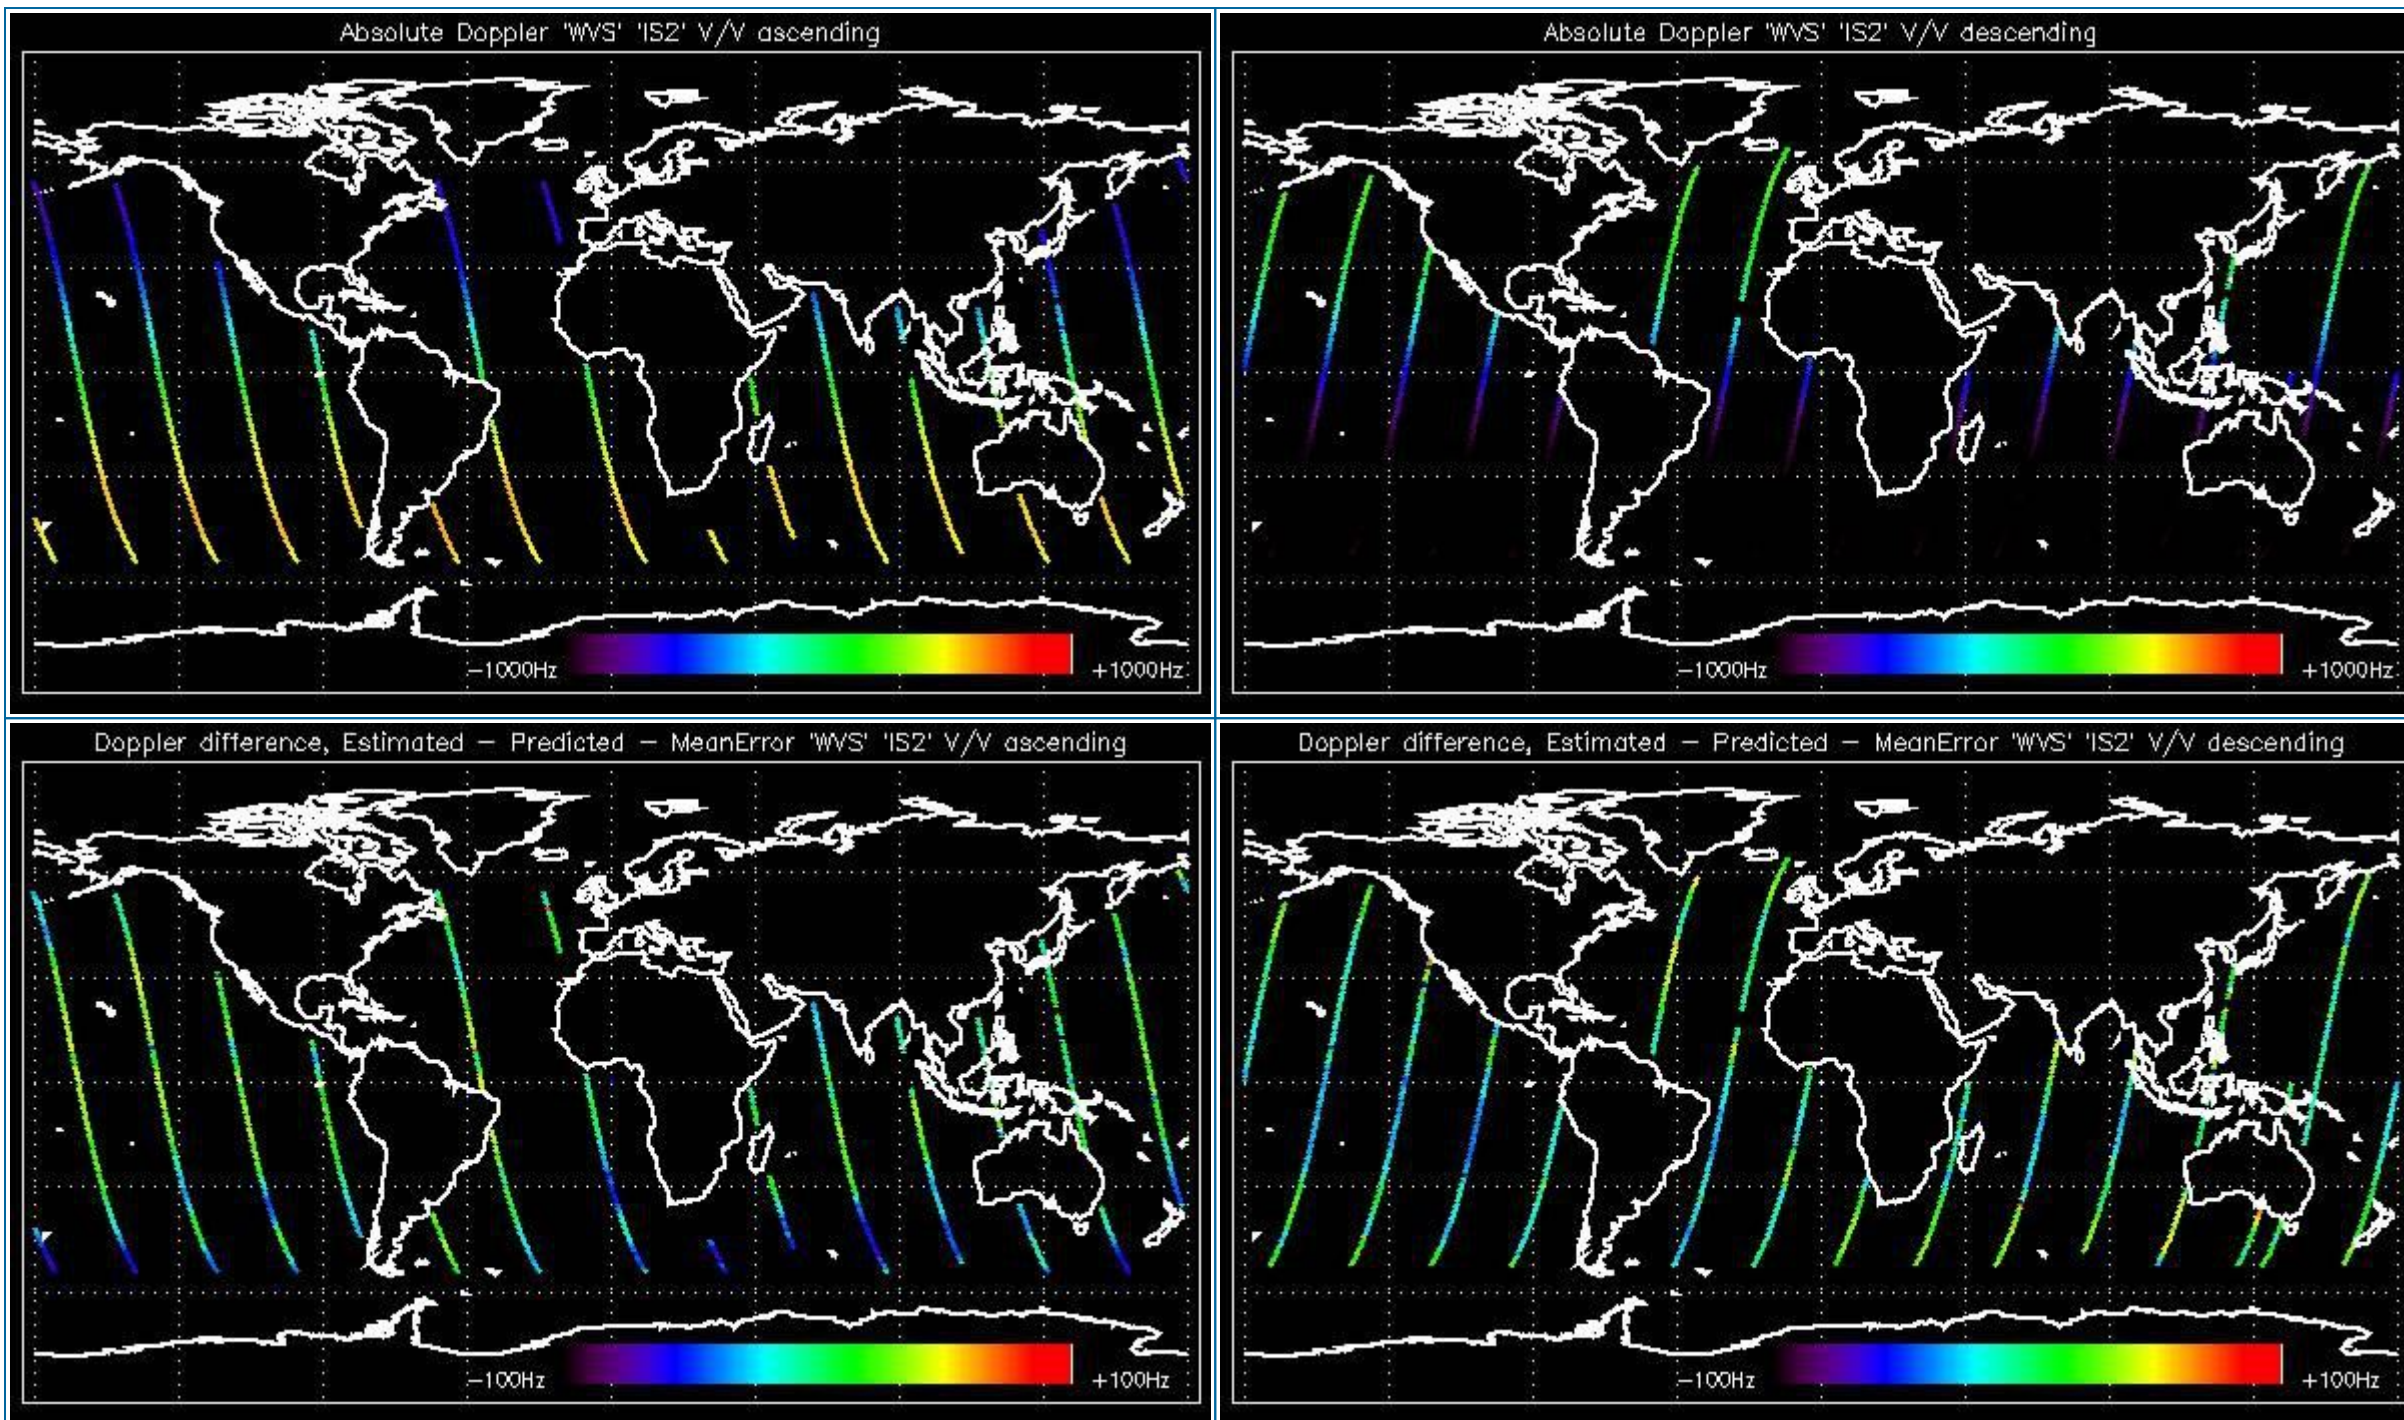 Absolute Doppler 'WVS' 'IS2' V/V ascending
-1000Hz +1000Hz
Absolute Doppler 'WVS' 'IS2' V/V descending
-1000Hz +1000Hz
Doppler difference, Estimated - Predicted - MeanError 'WVS' 'IS2' V/V ascending
-100Hz +100Hz
Doppler difference, Estimated - Predicted - MeanError 'WVS' 'IS2' V/V descending
-100Hz +100Hz